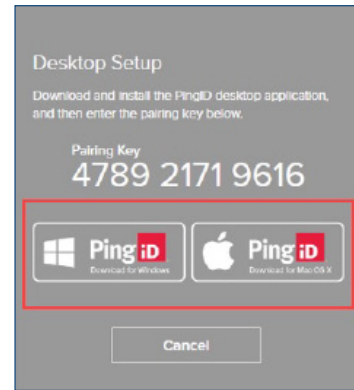 Desktop Setup
Download and install the PingID desktop application,
and then enter the pairing key below.
Pairing Key
4789 2171 9616
Ping iD
Download for Windows
Ping iD
Download for Mac OS X
Cancel